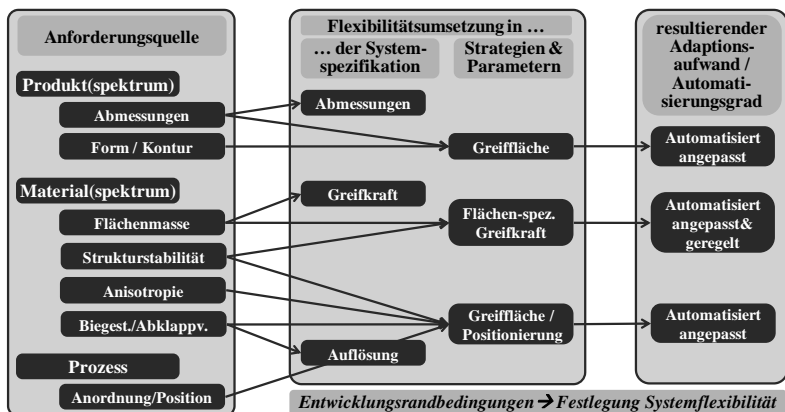 Anforderungsquelle
Produkt(spektrum)
Abmessungen
Form / Kontur
Material(spektrum)
Flächenmasse
Strukturstabilität
Anisotropie
Biegest./Abklappv.
Prozess
Anordnung/Position
Flexibilitätsumsetzung in …
… der System-
spezifikation
Strategien &
Parametern
Abmessungen
Greiffläche
Greifkraft
Flächen-spez.
Greifkraft
Greiffläche /
Positionierung
Auflösung
resultierender
Adaptions-
aufwand /
Automati-
sierungsgrad
Automatisiert
angepasst
Automatisiert
angepasst&
geregelt
Automatisiert
angepasst
Entwicklungsrandbedingungen → Festlegung Systemflexibilität